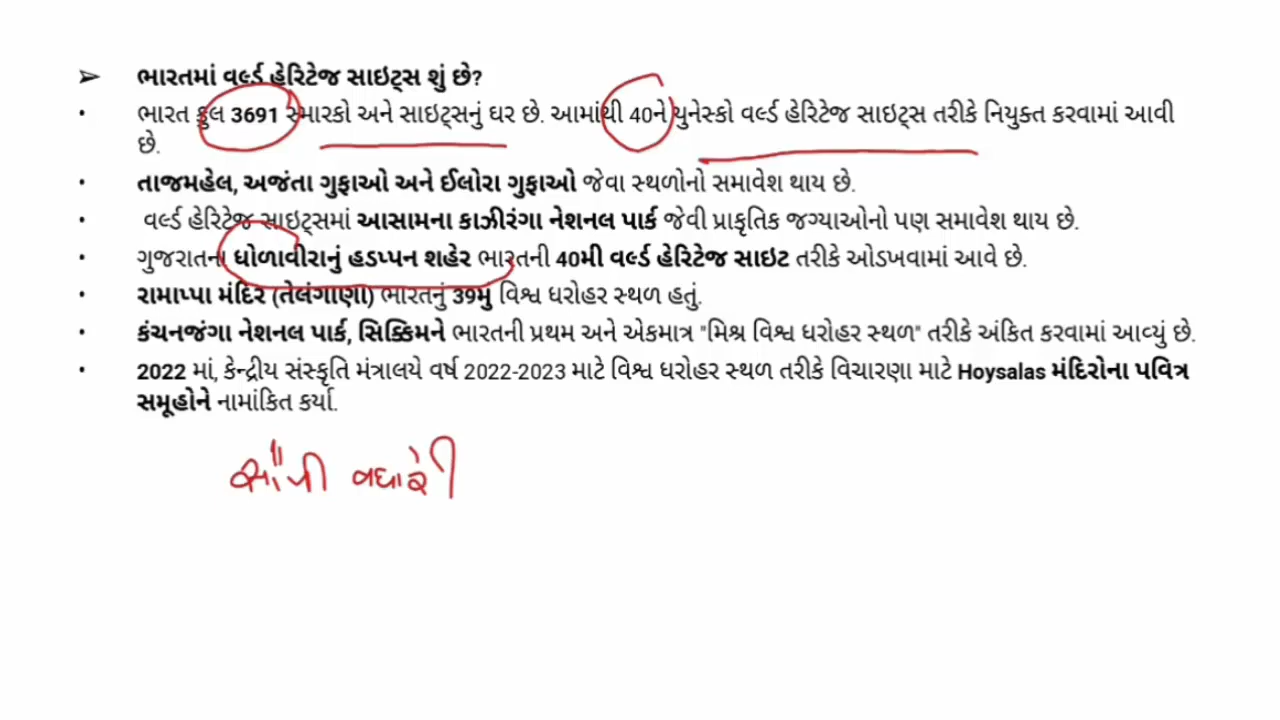 ➢ ભારતમાં વર્લ્ડ હેરિટેજ સાઇટ્સ શું છે?
• ભારત કુલ 3691 સ્મારકો અને સાઇટ્સનું ઘર છે. આમાંથી 40ને યુનેસ્કો વર્લ્ડ હેરિટેજ સાઇટ્સ તરીકે નિયુક્ત કરવામાં આવી
છે.
• તાજમહેલ, અજંતા ગુફાઓ અને ઈલોરા ગુફાઓ જેવા સ્થળોનો સમાવેશ થાય છે.
• વર્લ્ડ હેરિટેજ સાઇટ્સમાં આસામના કાઝીરંગા નેશનલ પાર્ક જેવી પ્રાકૃતિક જગ્યાઓનો પણ સમાવેશ થાય છે.
• ગુજરાતના ધોળાવીરાનું હડપ્પન શહેર ભારતની 40મી વર્લ્ડ હેરિટેજ સાઇટ તરીકે ઓળખવામાં આવે છે.
• રામાપ્પા મંદિર (તેલંગાણા) ભારતનું 39મુ વિશ્વ ધરોહર સ્થળ હતું.
• કંચનજંગા નેશનલ પાર્ક, સિક્કિમને ભારતની પ્રથમ અને એકમાત્ર "મિશ્ર વિશ્વ ધરોહર સ્થળ" તરીકે અંકિત કરવામાં આવ્યું છે.
• 2022 માં, કેન્દ્રીય સંસ્કૃતિ મંત્રાલયે વર્ષ 2022-2023 માટે વિશ્વ ધરોહર સ્થળ તરીકે વિચારણા માટે Hoysalas મંદિરોના પવિત્ર
સમૂહોને નામાંકિત કર્યા.